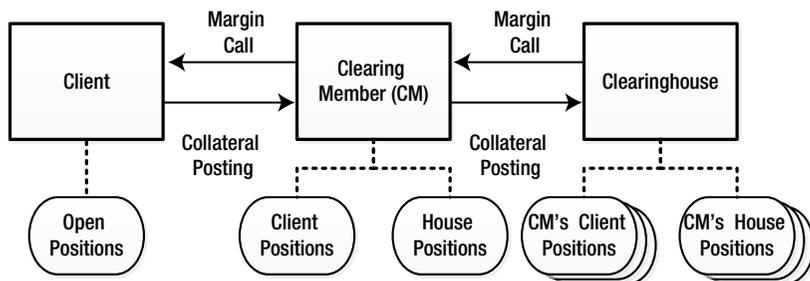 Margin
Call
Margin
Call
Client
Clearing
Member (CM)
Clearinghouse
Collateral
Posting
Collateral
Posting
Open
Positions
Client
Positions
House
Positions
CM's Client
Positions
CM's House
Positions